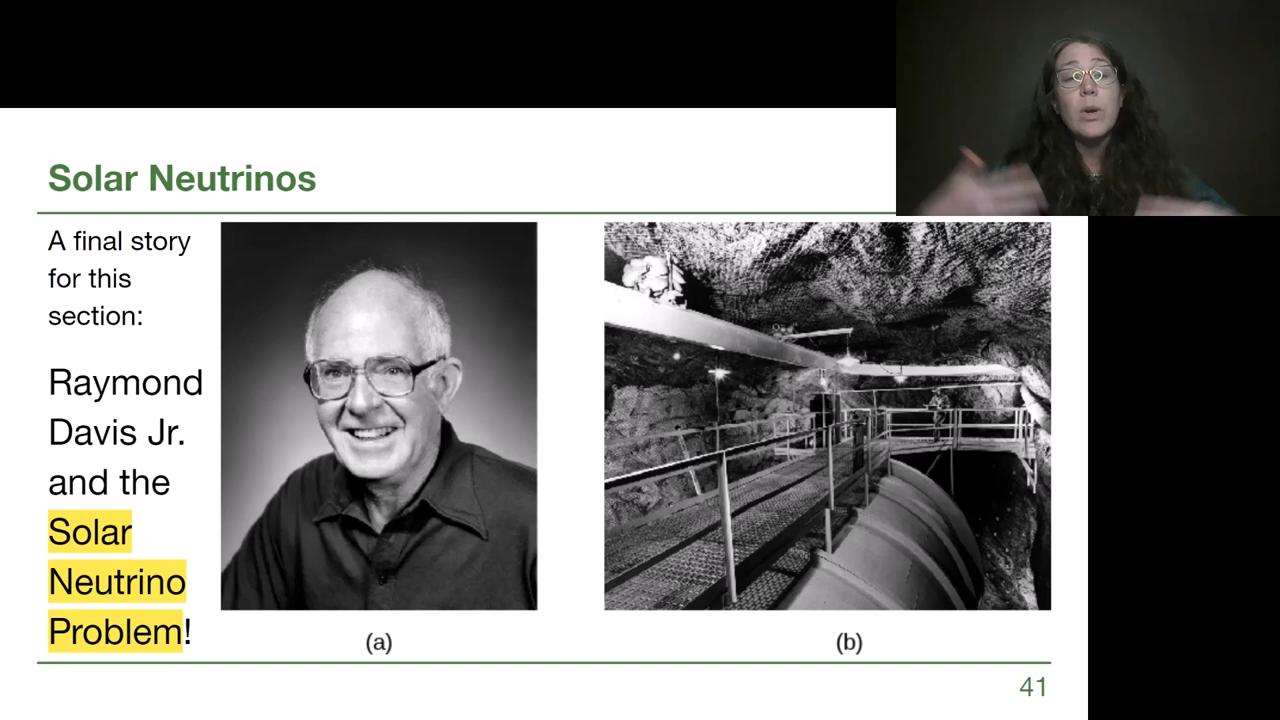 Solar Neutrinos
A final story
for this
section:
Raymond
Davis Jr.
and the
Solar
Neutrino
Problem!
(a)
(b)
41